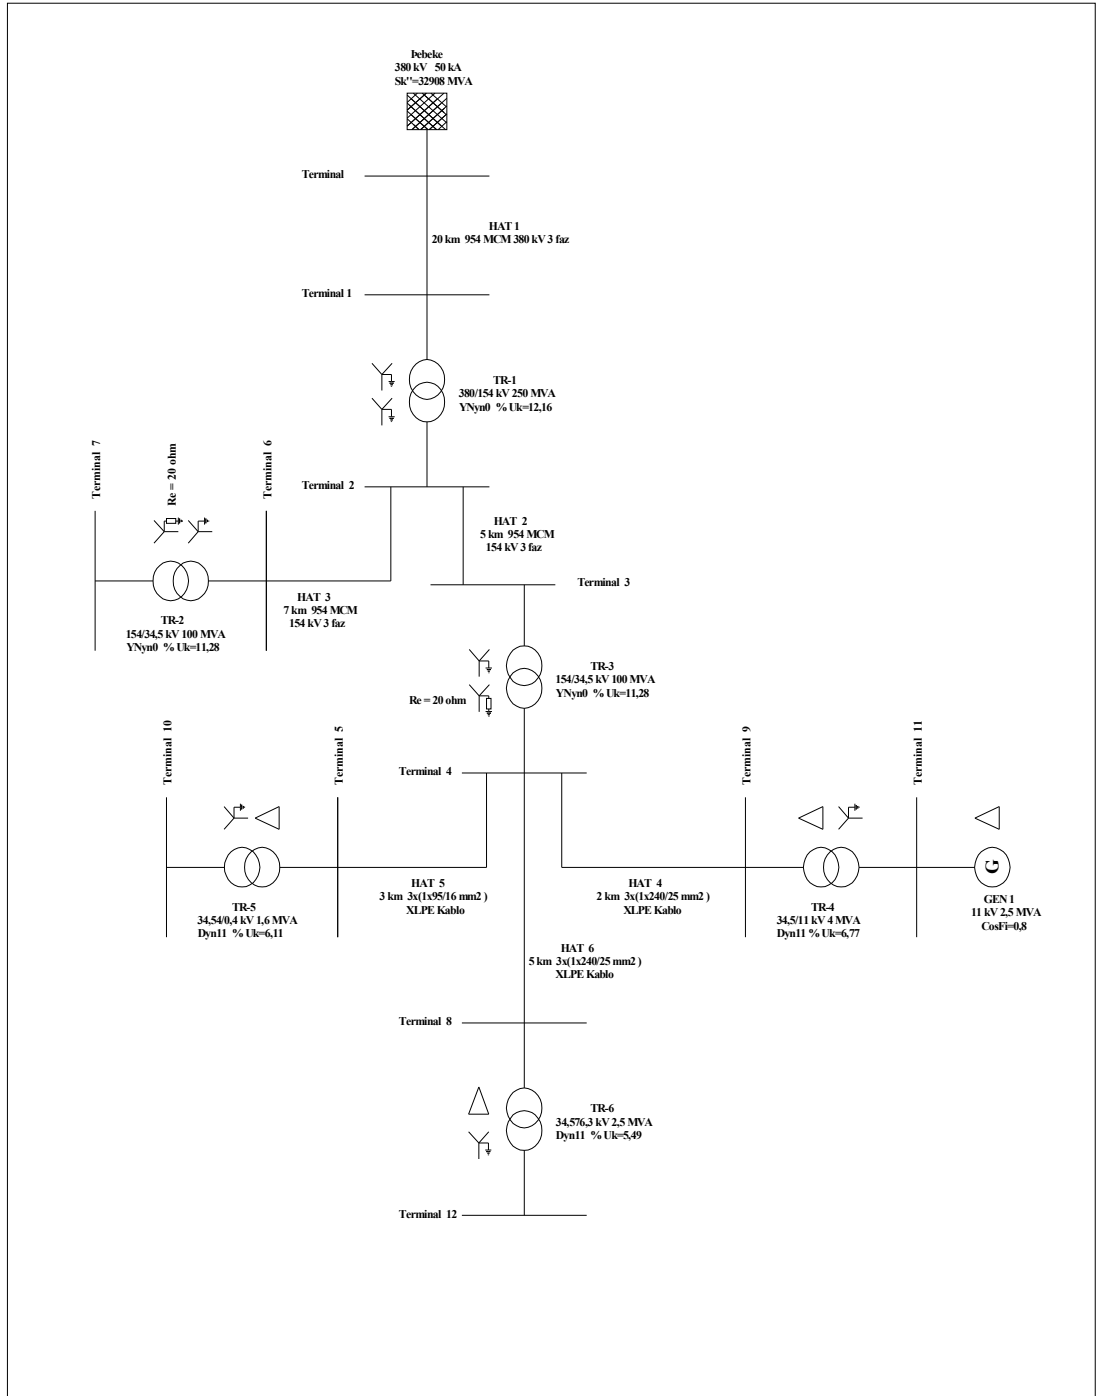 Þebeke
380 kV 50 kA
Sk''=32908 MVA
Terminal
HAT 1
20 km 954 MCM 380 kV 3 faz
Terminal 1
TR-1
380/154 kV 250 MVA
YNyn0 % Uk=12,16
Terminal 7
Re = 20 ohm
Terminal 6
Terminal 2
HAT 2
5 km 954 MCM
154 kV 3 faz
Terminal 3
HAT 3
7 km 954 MCM
154 kV 3 faz
TR-2
154/34,5 kV 100 MVA
YNyn0 % Uk=11,28
TR-3
154/34,5 kV 100 MVA
YNyn0 % Uk=11,28
Re = 20 ohm
Terminal 10
Terminal 5
Terminal 4
Terminal 9
Terminal 11
HAT 5
3 km 3x(1x95/16 mm2 )
XLPE Kablo
HAT 4
2 km 3x(1x240/25 mm2 )
XLPE Kablo
G
TR-5
34,54/0,4 kV 1,6 MVA
Dyn11 % Uk=6,11
TR-4
34,5/11 kV 4 MVA
Dyn11 % Uk=6,77
GEN 1
11 kV 2,5 MVA
CosFi=0,8
HAT 6
5 km 3x(1x240/25 mm2 )
XLPE Kablo
Terminal 8
TR-6
34,576,3 kV 2,5 MVA
Dyn11 % Uk=5,49
Terminal 12